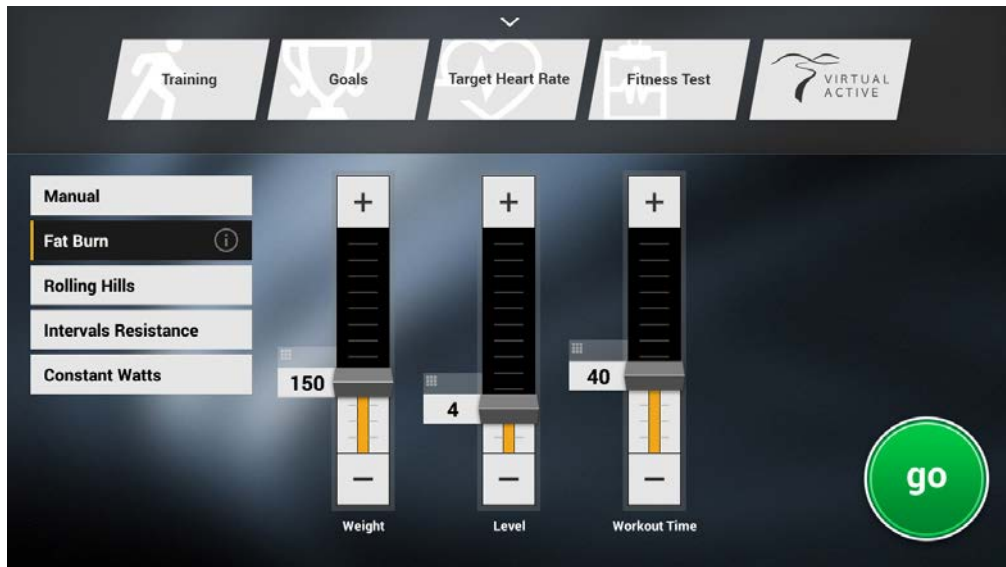 Training
Goals
Target Heart Rate
Fitness Test
VIRTUAL
ACTIVE
Manual
Fat Burn
Rolling Hills
Intervals Resistance
Constant Watts
+
+
+
150
4
40
−
−
−
Weight
Level
Workout Time
go